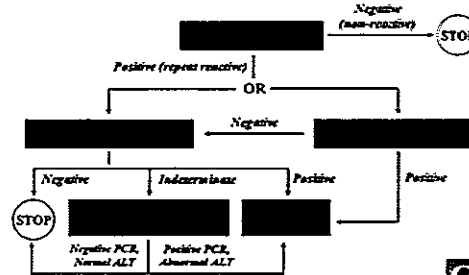 Negative
(non-reactive)
STOP
Positive (repeat reactive)
OR
Negative
Negative
Indeterminate
Positive
Positive
STOP
Negative PCR,
Normal ALT
Positive PCR,
Abnormal ALT